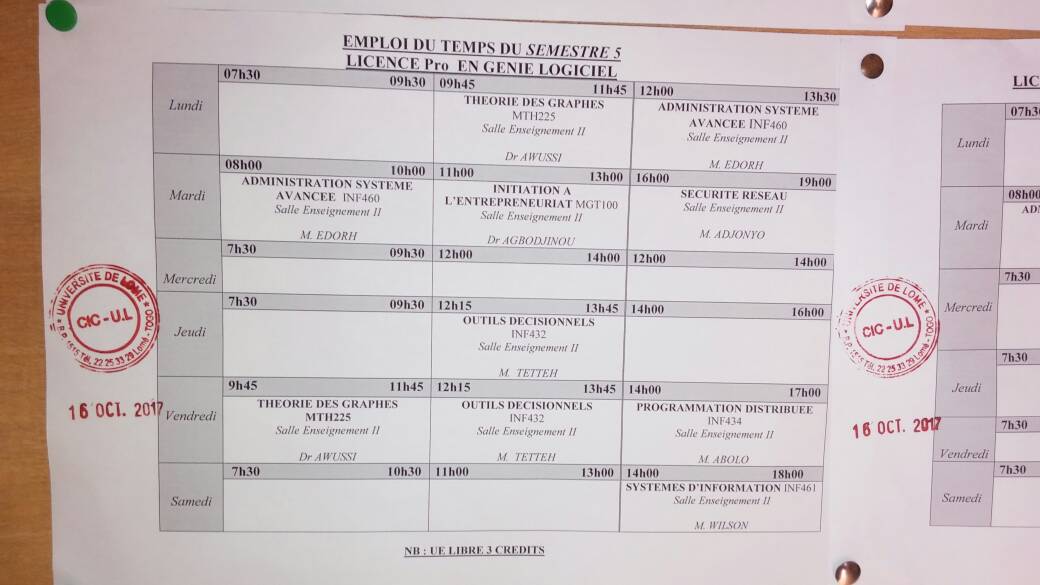 EMPLOI DU TEMPS DU SEMESTRE 5
LICENCE Pro EN GENIE LOGICIEL
Lundi
07h30 09h30
09h45 11h45
THEORIE DES GRAPHES
MTH225
Salle Enseignement II
Dr AWUSSI
12h00 13h30
ADMINISTRATION SYSTEME
AVANCEE INF460
Salle Enseignement II
M. EDORH
Mardi
08h00 10h00
ADMINISTRATION SYSTEME
AVANCEE INF460
Salle Enseignement II
M. EDORH
11h00 13h00
INITIATION A
L'ENTREPRENEURIAT MGT100
Salle Enseignement II
Dr AGBODJINOU
16h00 19h00
SECURITE RESEAU
Salle Enseignement II
M. ADJONYO
Mercredi
7h30 09h30
12h00 14h00
12h00 14h00
Jeudi
7h30 09h30
12h15 13h45
OUTILS DECISIONNELS
INF432
Salle Enseignement II
M. TETTEH
14h00 16h00
Vendredi
9h45 11h45
THEORIE DES GRAPHES
MTH225
Salle Enseignement II
Dr AWUSSI
12h15 13h45
OUTILS DECISIONNELS
INF432
Salle Enseignement II
M. TETTEH
14h00 17h00
PROGRAMMATION DISTRIBUEE
INF434
Salle Enseignement II
M. ABOLO
Samedi
7h30 10h30
11h00 13h00
14h00 18h00
SYSTEMES D'INFORMATION INF461
Salle Enseignement II
M. WILSON
NB : UE LIBRE 3 CREDITS
UNIVERSITE DE LOME
CIC - U.L
B.P. 1515 Tél. 22 25 33 29 Lomé - TOGO
16 OCT. 2017
LIC
07h3
Lundi
08h00
AD
Mardi
7h30
Mercredi
7h30
Jeudi
7h30
Vendredi
7h30
Samedi
SITE DE LOME
CIC - U.L
22 25 33 29 Lomé - TOGO
16 OCT. 2017